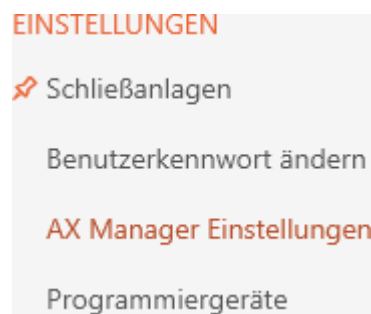 EINSTELLUNGEN
Schließanlagen
Benutzerkennwort ändern
AX Manager Einstellungen
Programmiergeräte